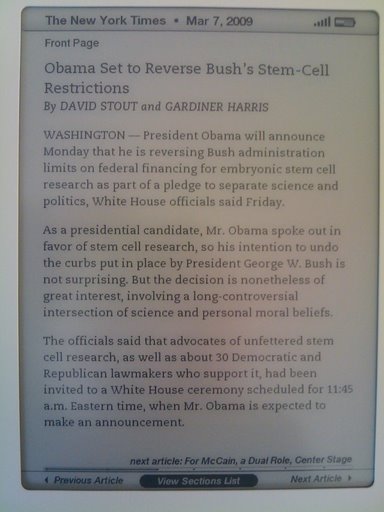 The New York Times • Mar 7, 2009
Front Page
Obama Set to Reverse Bush's Stem-Cell
Restrictions
By DAVID STOUT and GARDINER HARRIS
WASHINGTON — President Obama will announce
Monday that he is reversing Bush administration
limits on federal financing for embryonic stem cell
research as part of a pledge to separate science and
politics, White House officials said Friday.
As a presidential candidate, Mr. Obama spoke out in
favor of stem cell research, so his intention to undo
the curbs put in place by President George W. Bush is
not surprising. But the decision is nonetheless of
great interest, involving a long-controversial
intersection of science and personal moral beliefs.
The officials said that advocates of unfettered stem
cell research, as well as about 30 Democratic and
Republican lawmakers who support it, had been
invited to a White House ceremony scheduled for 11:45
a.m. Eastern time, when Mr. Obama is expected to
make an announcement.
next article: For McCain, a Dual Role, Center Stage
Previous Article View Sections List Next Article